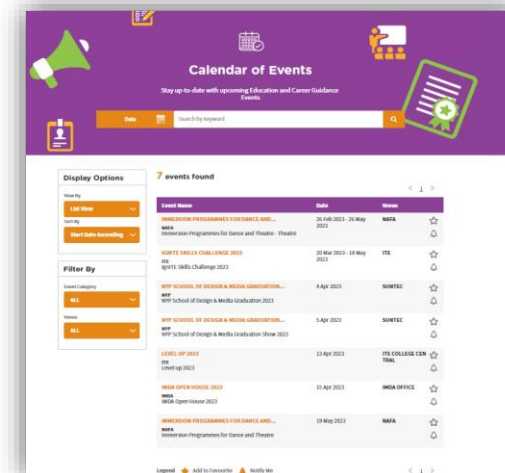 Calendar of Events
Stay up-to-date with upcoming Education and Career Guidance
Events
Date
Search by Keyword
Display Options
View By
List View
Sort By
Start Date Ascending
Filter By
Event Category
ALL
Venue
ALL
7 events found
< 1 >
Event Name Date Venue
IMMERSION PROGRAMMES FOR DANCE AND... 26 Feb 2023 - 26 May NAFA
2023
NAFA
Immersion Programmes for Dance and Theatre - Theatre
IGNITE SKILLS CHALLENGE 2023 20 Mar 2023 - 18 May ITE
2023
ITE
IgNITE Skills Challenge 2023
NYP SCHOOL OF DESIGN & MEDIA GRADUATION... 4 Apr 2023 SUNTEC
NYP
NYP School of Design & Media Graduation 2023
NYP SCHOOL OF DESIGN & MEDIA GRADUATION... 5 Apr 2023 SUNTEC
NYP
NYP School of Design & Media Graduation Show 2023
LEVEL UP 2023 13 Apr 2023 ITE COLLEGE CEN
TRAL
ITE
Level up 2023
IMDA OPEN HOUSE 2023 15 Apr 2023 IMDA OFFICE
IMDA
IMDA Open House 2023
IMMERSION PROGRAMMES FOR DANCE AND... 19 May 2023 NAFA
NAFA
Immersion Programmes for Dance and Theatre
Legend Add to Favourite Notify Me < 1 >